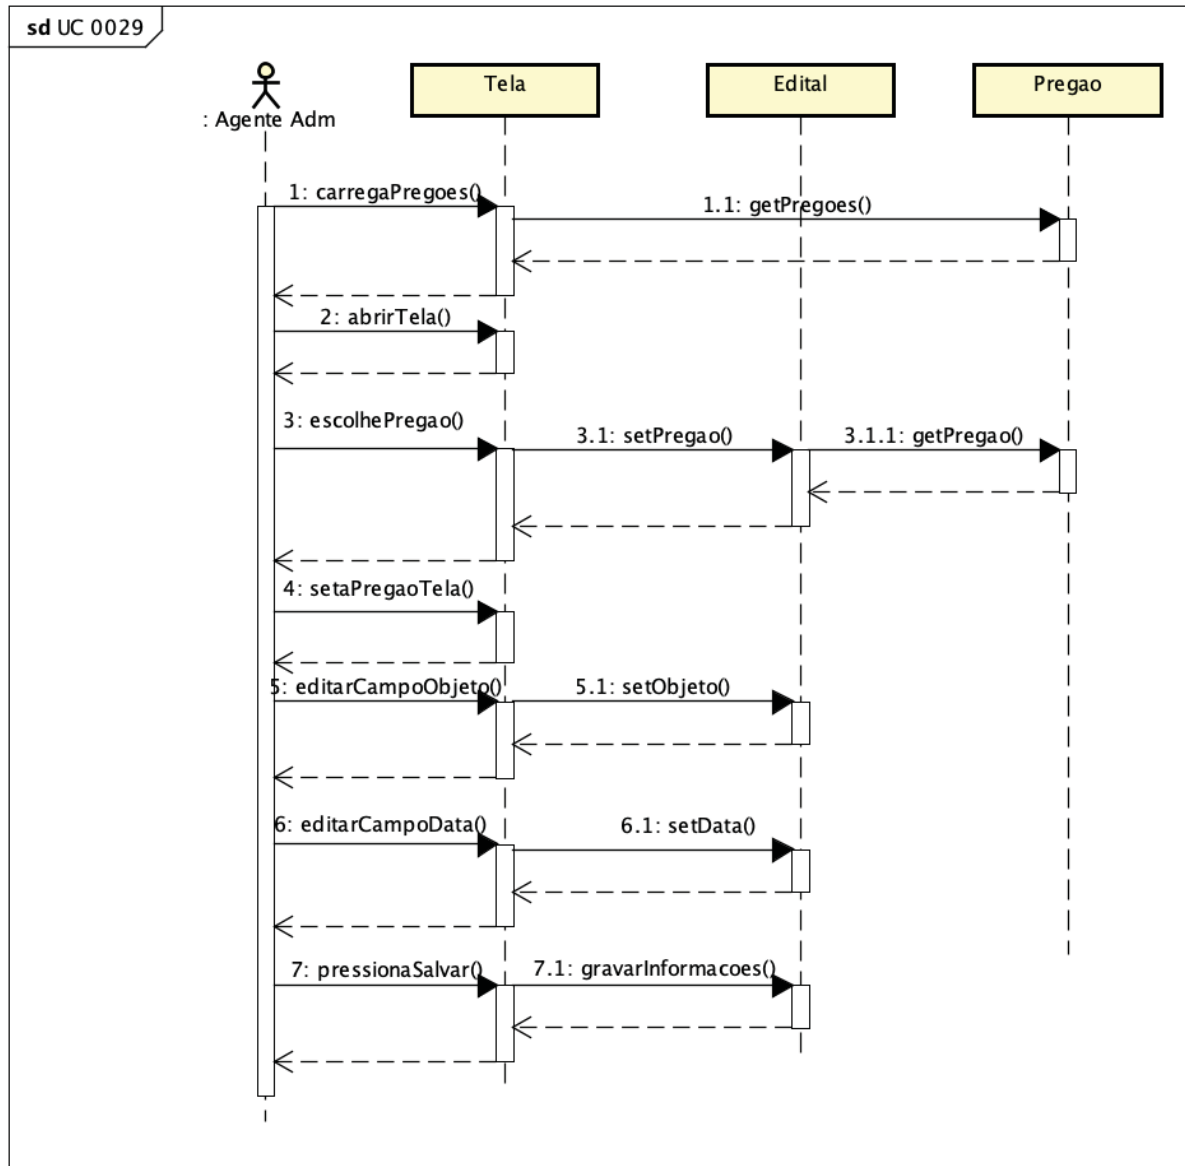 sd UC 0029
: Agente Adm
Tela
Edital
Pregao
1: carregaPregoes()
1.1: getPregoes()
2: abrirTela()
3: escolhePregao()
3.1: setPregao()
3.1.1: getPregao()
4: setaPregaoTela()
5: editarCampoObjeto()
5.1: setObjeto()
6: editarCampoData()
6.1: setData()
7: pressionaSalvar()
7.1: gravarInformacoes()